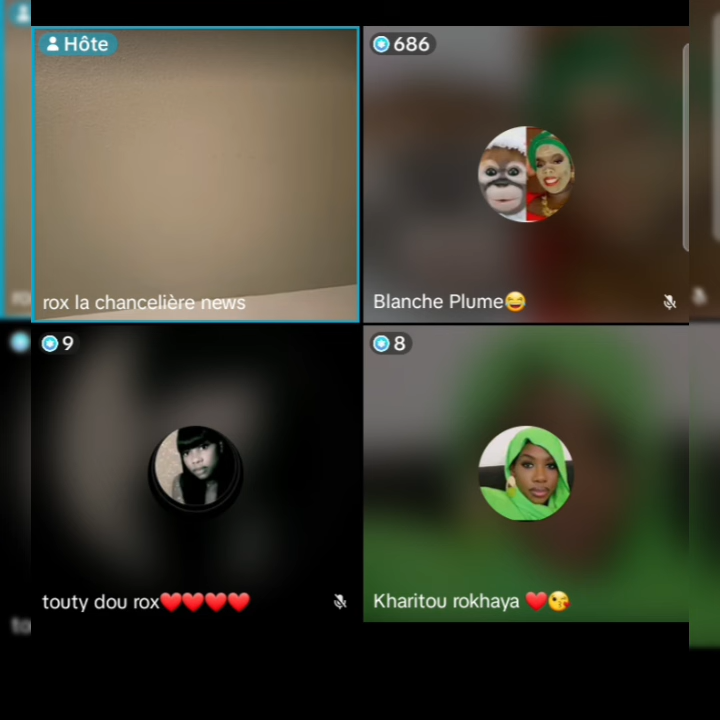 Hôte
686
rox la chancelière news
Blanche Plume😂
9
8
touty dou rox❤️❤️❤️❤️
Kharitou rokhaya ❤️😘